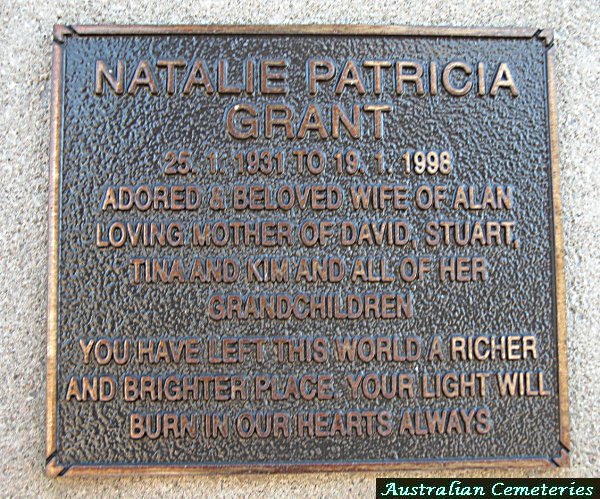 NATALIE PATRICIA
GRANT
25. 1. 1931 TO 19. 1. 1998
ADORED & BELOVED WIFE OF ALAN
LOVING MOTHER OF DAVID, STUART,
TINA AND KIM AND ALL OF HER
GRANDCHILDREN
YOU HAVE LEFT THIS WORLD A RICHER
AND BRIGHTER PLACE. YOUR LIGHT WILL
BURN IN OUR HEARTS ALWAYS
Australian Cemeteries